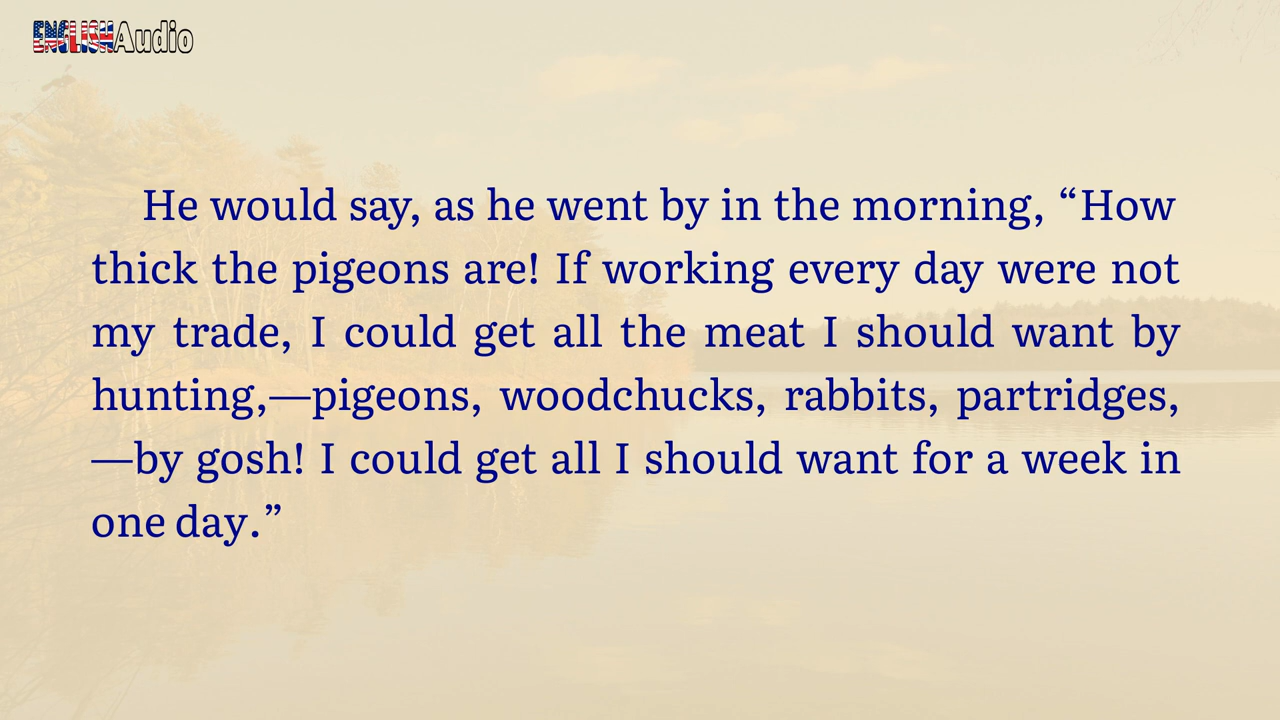 ENGLISHAudio
He would say, as he went by in the morning, “How
thick the pigeons are! If working every day were not
my trade, I could get all the meat I should want by
hunting,—pigeons, woodchucks, rabbits, partridges,
—by gosh! I could get all I should want for a week in
one day.”